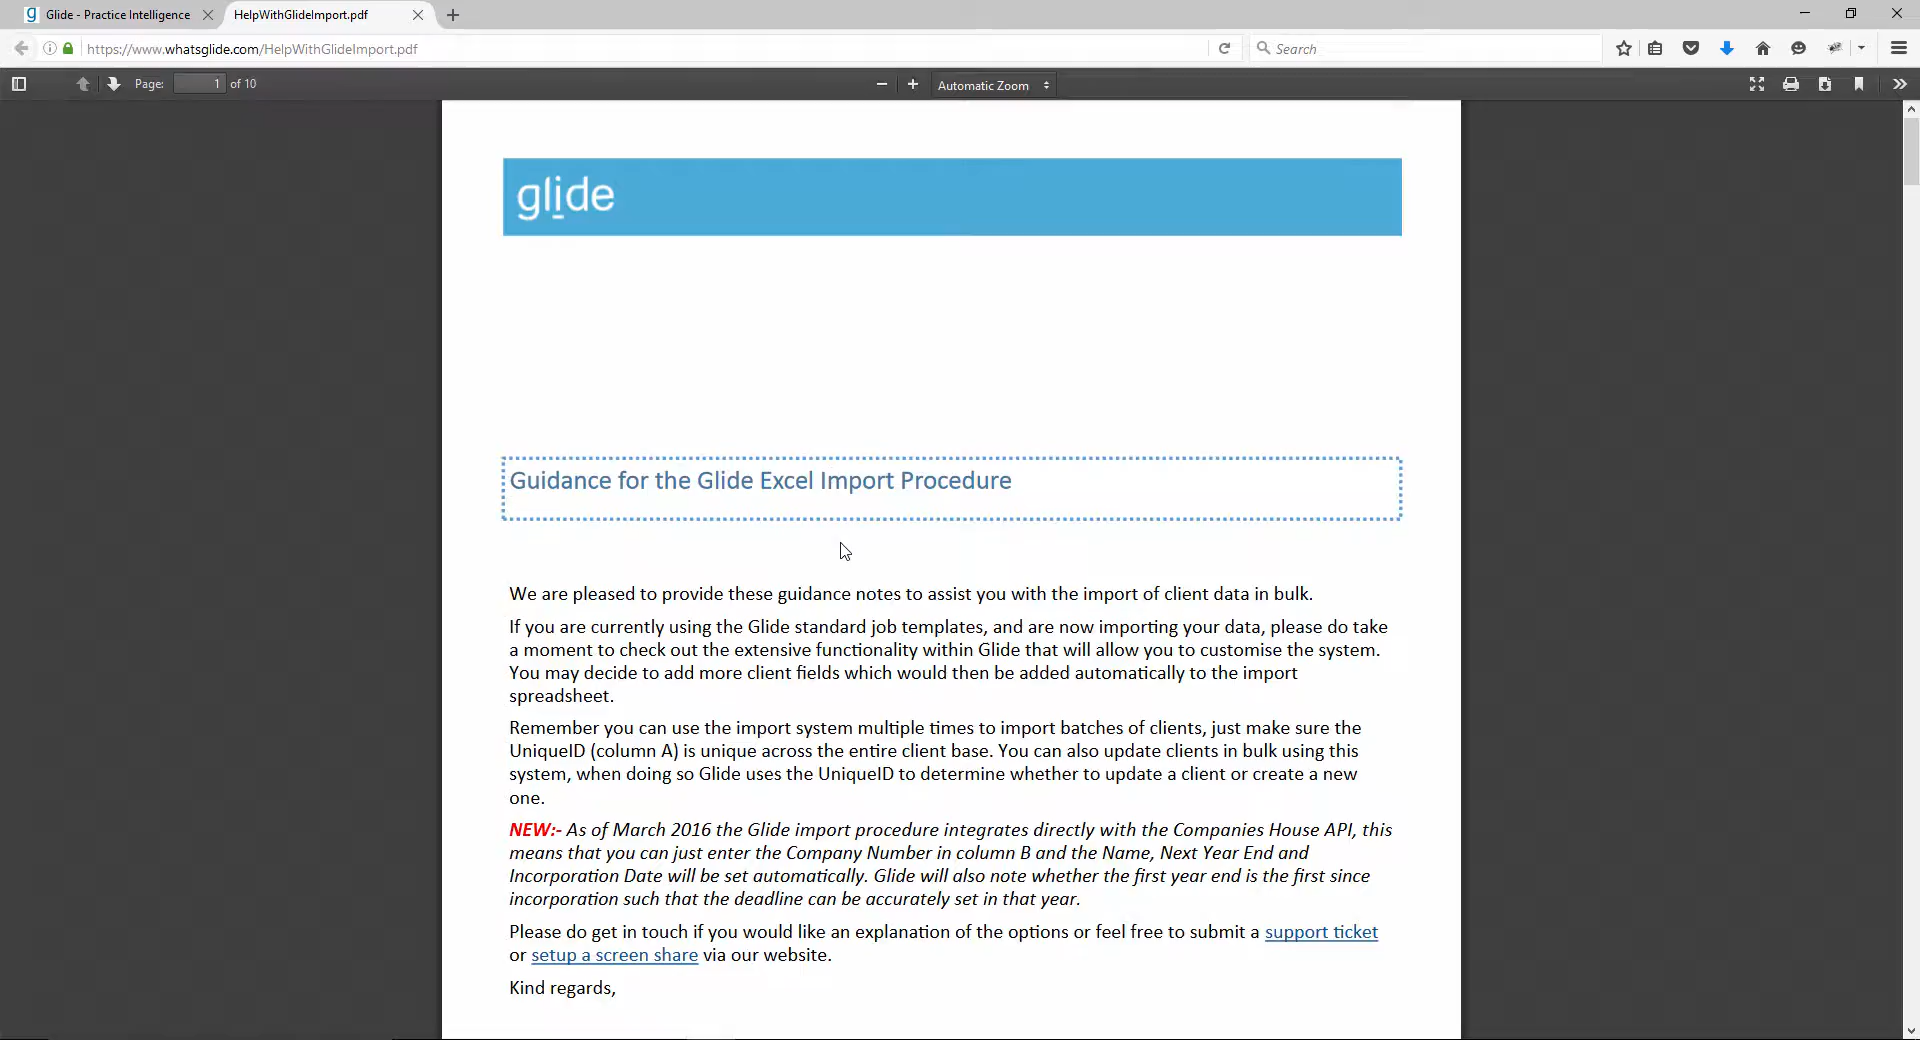 Glide - Practice Intelligence
HelpWithGlideImport.pdf
https://www.whatsglide.com/HelpWithGlideImport.pdf
Search
Page: 1 of 10
Automatic Zoom
glide
Guidance for the Glide Excel Import Procedure
We are pleased to provide these guidance notes to assist you with the import of client data in bulk.
If you are currently using the Glide standard job templates, and are now importing your data, please do take
a moment to check out the extensive functionality within Glide that will allow you to customise the system.
You may decide to add more client fields which would then be added automatically to the import
spreadsheet.
Remember you can use the import system multiple times to import batches of clients, just make sure the
UniqueID (column A) is unique across the entire client base. You can also update clients in bulk using this
system, when doing so Glide uses the UniqueID to determine whether to update a client or create a new
one.
NEW:- As of March 2016 the Glide import procedure integrates directly with the Companies House API, this
means that you can just enter the Company Number in column B and the Name, Next Year End and
Incorporation Date will be set automatically. Glide will also note whether the first year end is the first since
incorporation such that the deadline can be accurately set in that year.
Please do get in touch if you would like an explanation of the options or feel free to submit a support ticket
or setup a screen share via our website.
Kind regards,